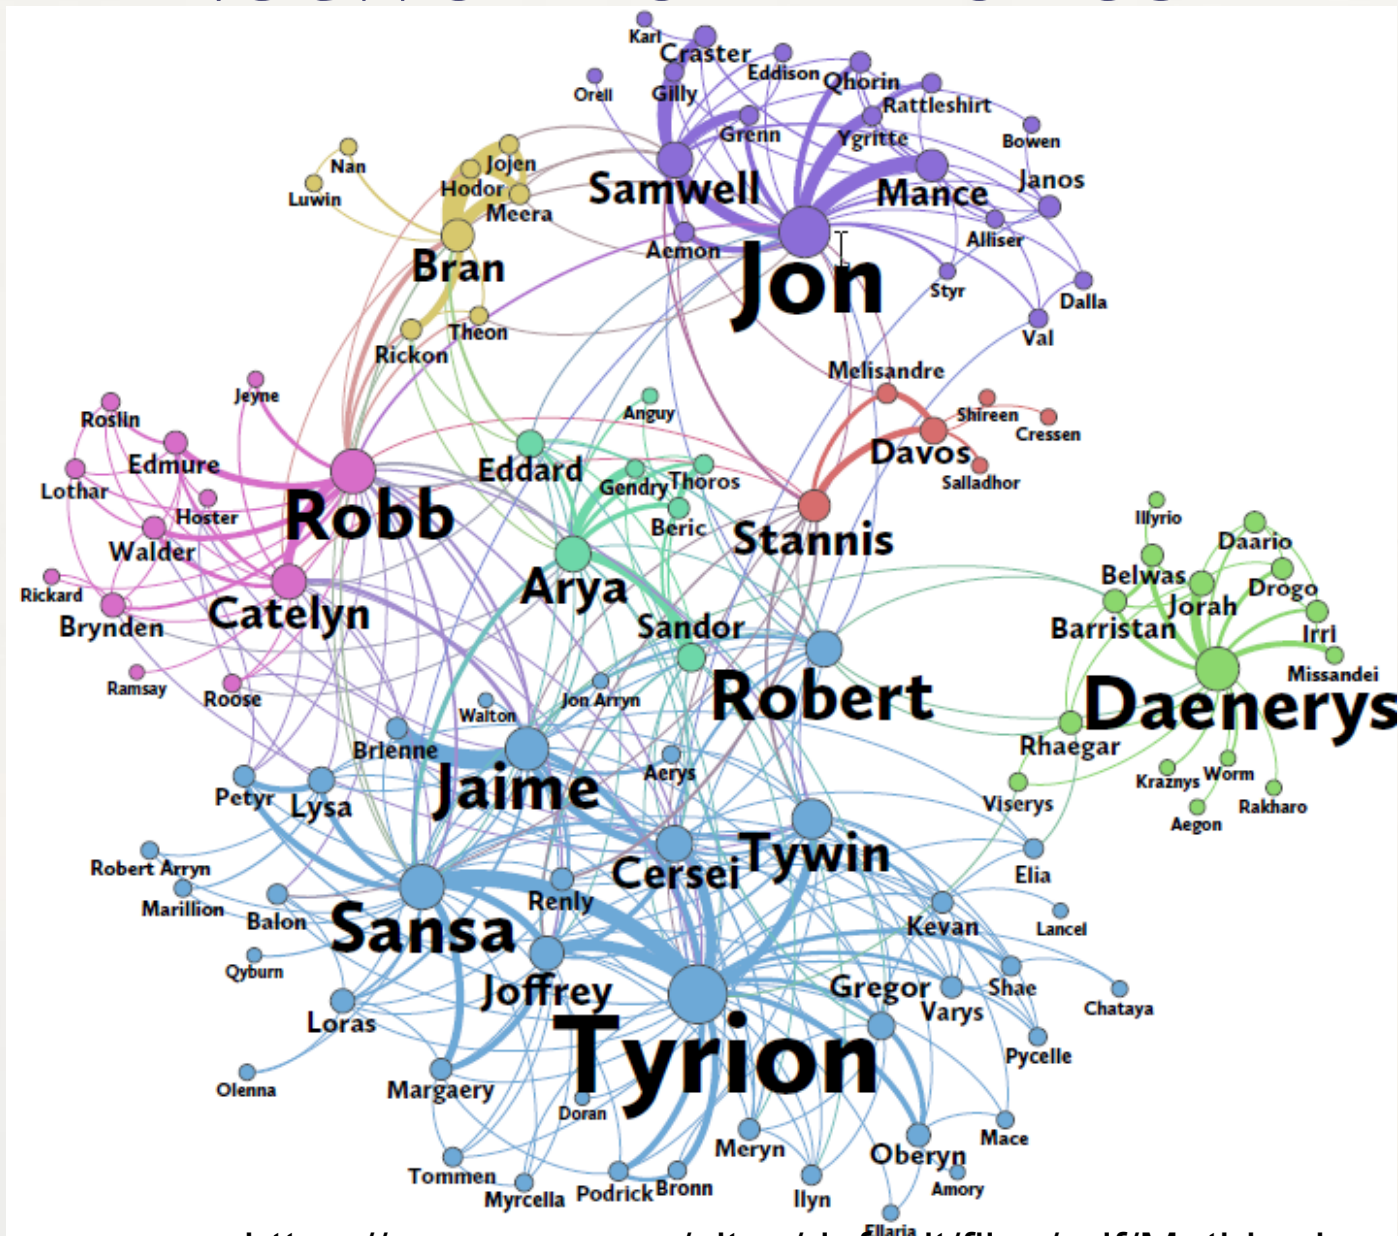 Karl
Craster
Eddison
Qhorin
Orell
Gilly
Rattleshirt
Grenn
Ygritte
Bowen
Nan
Jojen
Hodor
Luwin
Meera
Samwell
Mance
Janos
Aemon
Alliser
Bran
Jon
Styr
Dalla
Theon
Val
Rickon
Melisandre
Jeyne
Roslin
Anguy
Shireen
Cressen
Edmure
Eddard
Davos
Lothar
Gendry
Thoros
Salladhor
Hoster
Robb
Beric
Stannis
Illyrio
Walder
Daario
Rickard
Catelyn
Arya
Belwas
Drogo
Jorah
Brynden
Sandor
Barristan
Irri
Missandei
Ramsay
Roose
Jon Arryn
Robert
Daenerys
Walton
Brienne
Rhaegar
Jaime
Aerys
Kraznys
Worm
Petyr
Lysa
Viserys
Rakharo
Aegon
Robert Arryn
Cersei
Tywin
Elia
Marillion
Balon
Renly
Sansa
Kevan
Lancel
Qyburn
Joffrey
Gregor
Shae
Varys
Chataya
Loras
Tyrion
Pycelle
Olenna
Margaery
Doran
Meryn
Mace
Oberyn
Tommen
Myrcella
Podrick
Bronn
Illyn
Amory
Ellaria